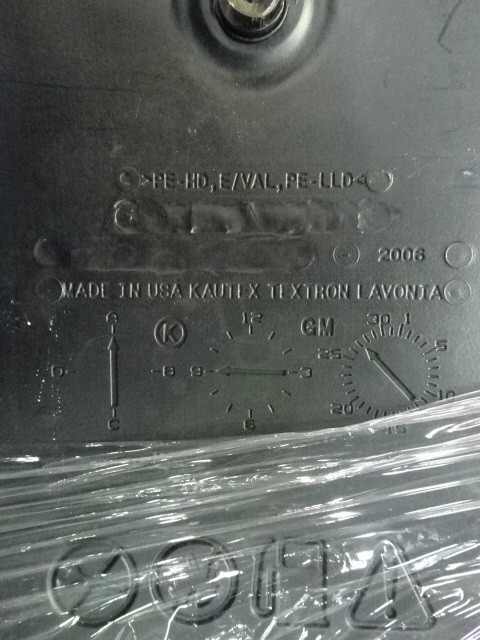 >PE-HD,E/VAL,PE-LLD<
2006
MADE IN USA KAUTEX TEXTRON LAVONIA
A B C D
K
12 3 6 9
GM
30 1 5 10 15 20 25